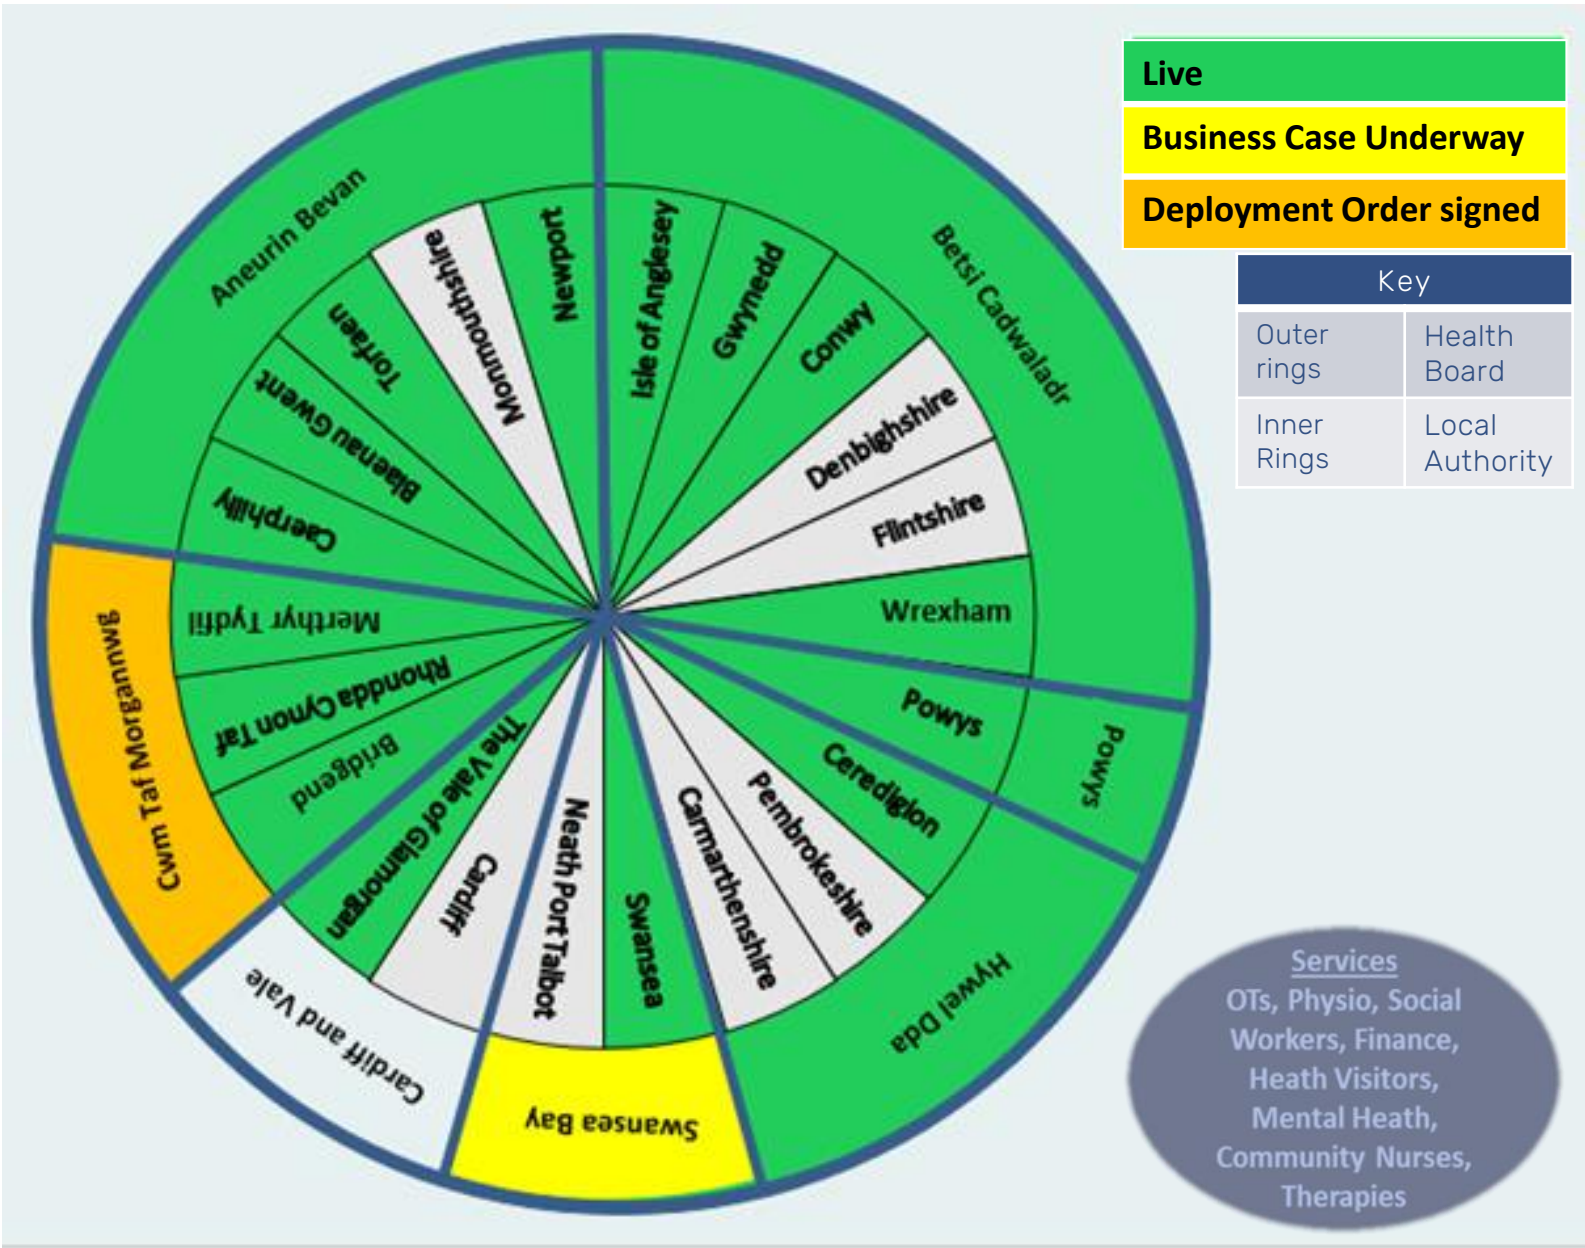 Live
Business Case Underway
Deployment Order signed
Key
Outer
rings
Health
Board
Inner
Rings
Local
Authority
Betsi Cadwaladr
Powys
Hywel Dda
Swansea Bay
Cardiff and Vale
Cwm Taf Morgannwg
Aneurin Bevan
Isle of Anglesey
Gwynedd
Conwy
Denbighshire
Flintshire
Wrexham
Powys
Ceredigion
Pembrokeshire
Carmarthenshire
Swansea
Neath Port Talbot
Cardiff
The Vale of Glamorgan
Bridgend
Rhondda Cynon Taf
Merthyr Tydfil
Caerphilly
Blaenau Gwent
Torfaen
Monmouthshire
Newport
Services
OTs, Physio, Social
Workers, Finance,
Heath Visitors,
Mental Heath,
Community Nurses,
Therapies